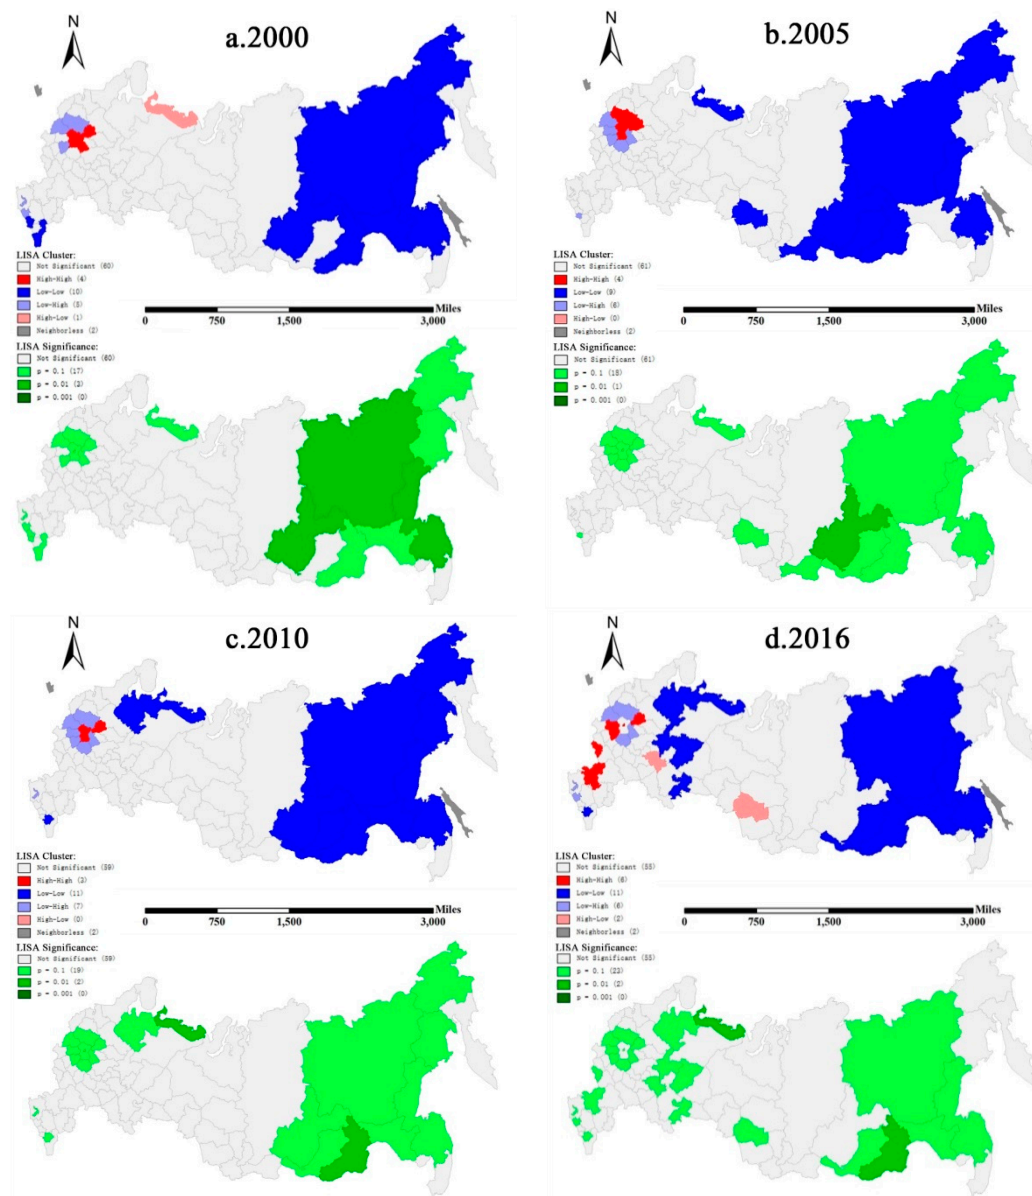 N
a.2000
LISA Cluster:
Not Significant (60)
High-High (4)
Low-Low (10)
Low-High (5)
High-Low (1)
Neighborless (2)
Miles
0 750 1,500 3,000
LISA Significance:
Not Significant (60)
p = 0.1 (17)
p = 0.01 (3)
p = 0.001 (0)
N
b.2005
LISA Cluster:
Not Significant (61)
High-High (4)
Low-Low (9)
Low-High (6)
High-Low (0)
Neighborless (2)
Miles
0 750 1,500 3,000
LISA Significance:
Not Significant (61)
p = 0.1 (18)
p = 0.01 (1)
p = 0.001 (0)
N
c.2010
LISA Cluster:
Not Significant (59)
High-High (3)
Low-Low (11)
Low-High (7)
High-Low (0)
Neighborless (2)
Miles
0 750 1,500 3,000
LISA Significance:
Not Significant (59)
p = 0.1 (19)
p = 0.01 (2)
p = 0.001 (0)
N
d.2016
LISA Cluster:
Not Significant (55)
High-High (6)
Low-Low (11)
Low-High (6)
High-Low (2)
Neighborless (2)
Miles
0 750 1,500 3,000
LISA Significance:
Not Significant (55)
p = 0.1 (23)
p = 0.01 (2)
p = 0.001 (0)